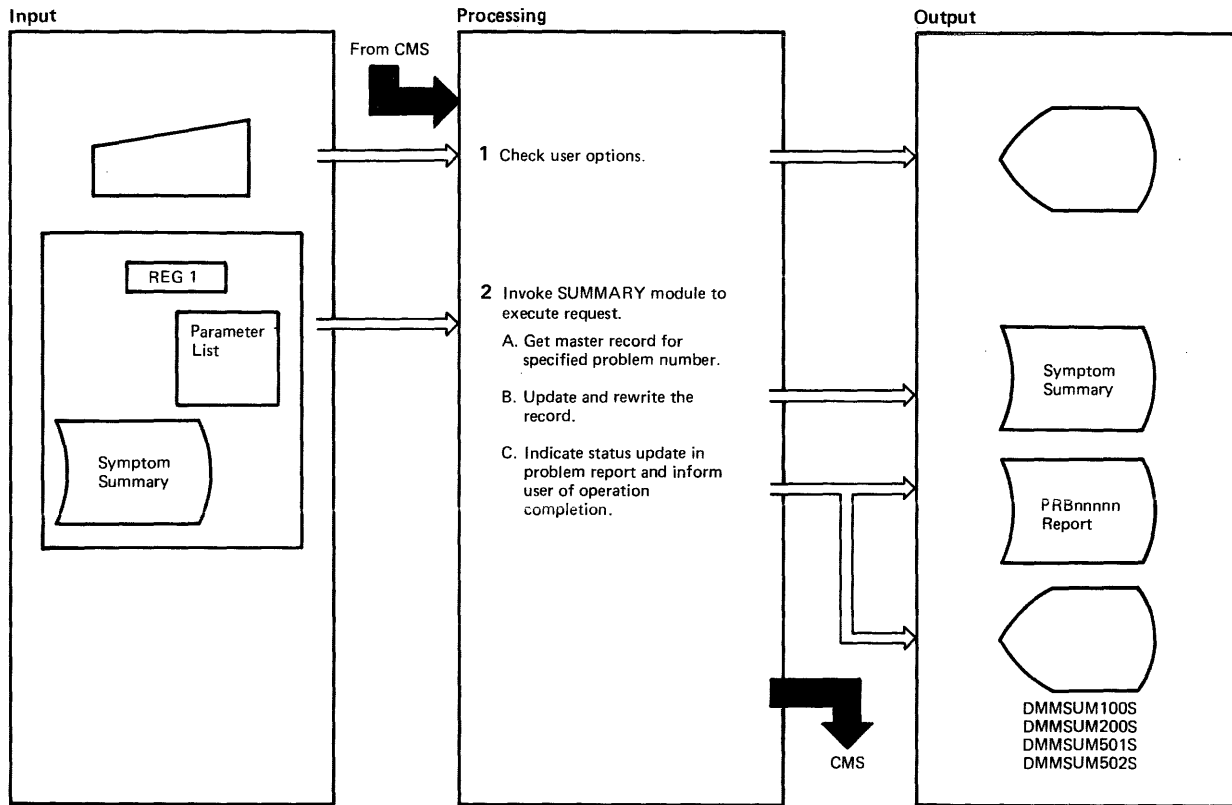 Input
Processing
Output
From CMS
1 Check user options.
REG 1
Parameter
List
Symptom
Summary
2 Invoke SUMMARY module to
execute request.
A. Get master record for
specified problem number.
B. Update and rewrite the
record.
C. Indicate status update in
problem report and inform
user of operation
completion.
Symptom
Summary
PRBnnnnn
Report
DMMSUM100S
DMMSUM200S
DMMSUM501S
DMMSUM502S
CMS